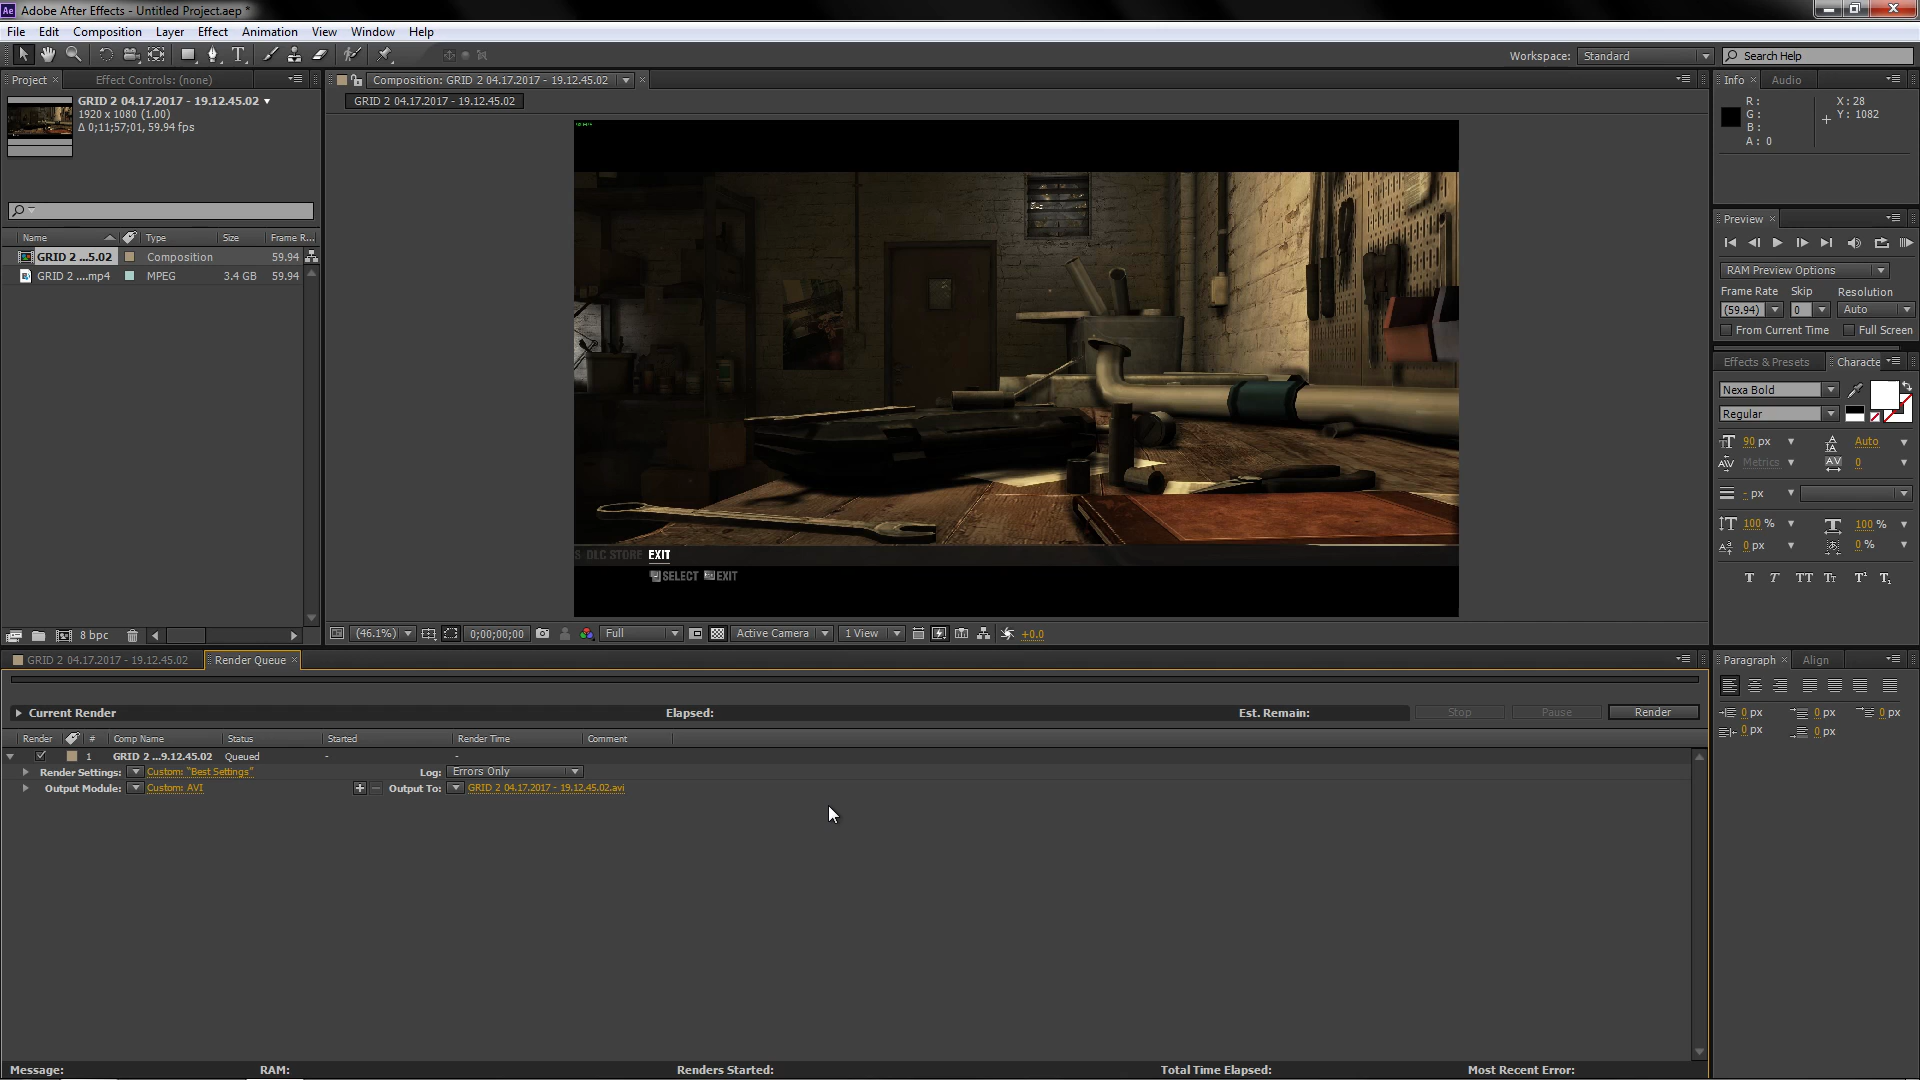 Ae Adobe After Effects - Untitled Project.aep *
File Edit Composition Layer Effect Animation View Window Help
Workspace: Standard Search Help
Project Effect Controls: (none)
GRID 2 04.17.2017 - 19.12.45.02
1920 x 1080 (1.00)
Δ 0;11;57;01, 59.94 fps
Name Type Size Frame R...
GRID 2 ...5.02 Composition 59.94
GRID 2 ....mp4 MPEG 3.4 GB 59.94
8 bpc
Composition: GRID 2 04.17.2017 - 19.12.45.02
GRID 2 04.17.2017 - 19.12.45.02
S DLC STORE EXIT
SELECT EXIT
(46.1%) 0;00;00;00 Full Active Camera 1 View +0.0
Info Audio
R: X: 28
G: Y: 1082
B:
A: 0
Preview
RAM Preview Options
Frame Rate Skip Resolution
(59.94) 0 Auto
From Current Time Full Screen
Effects & Presets Characte
Nexa Bold
Regular
90 px Auto
Metrics 0
- px
100 % 100 %
0 px 0 %
T T TT Tt T¹ T₁
Paragraph Align
0 px 0 px 0 px
0 px 0 px
GRID 2 04.17.2017 - 19.12.45.02 Render Queue
Current Render Elapsed: Est. Remain: Stop Pause Render
Render # Comp Name Status Started Render Time Comment
1 GRID 2 ...9.12.45.02 Queued - -
Render Settings: Custom: "Best Settings" Log: Errors Only
Output Module: Custom: AVI Output To: GRID 2 04.17.2017 - 19.12.45.02.avi
Message: RAM: Renders Started: Total Time Elapsed: Most Recent Error: